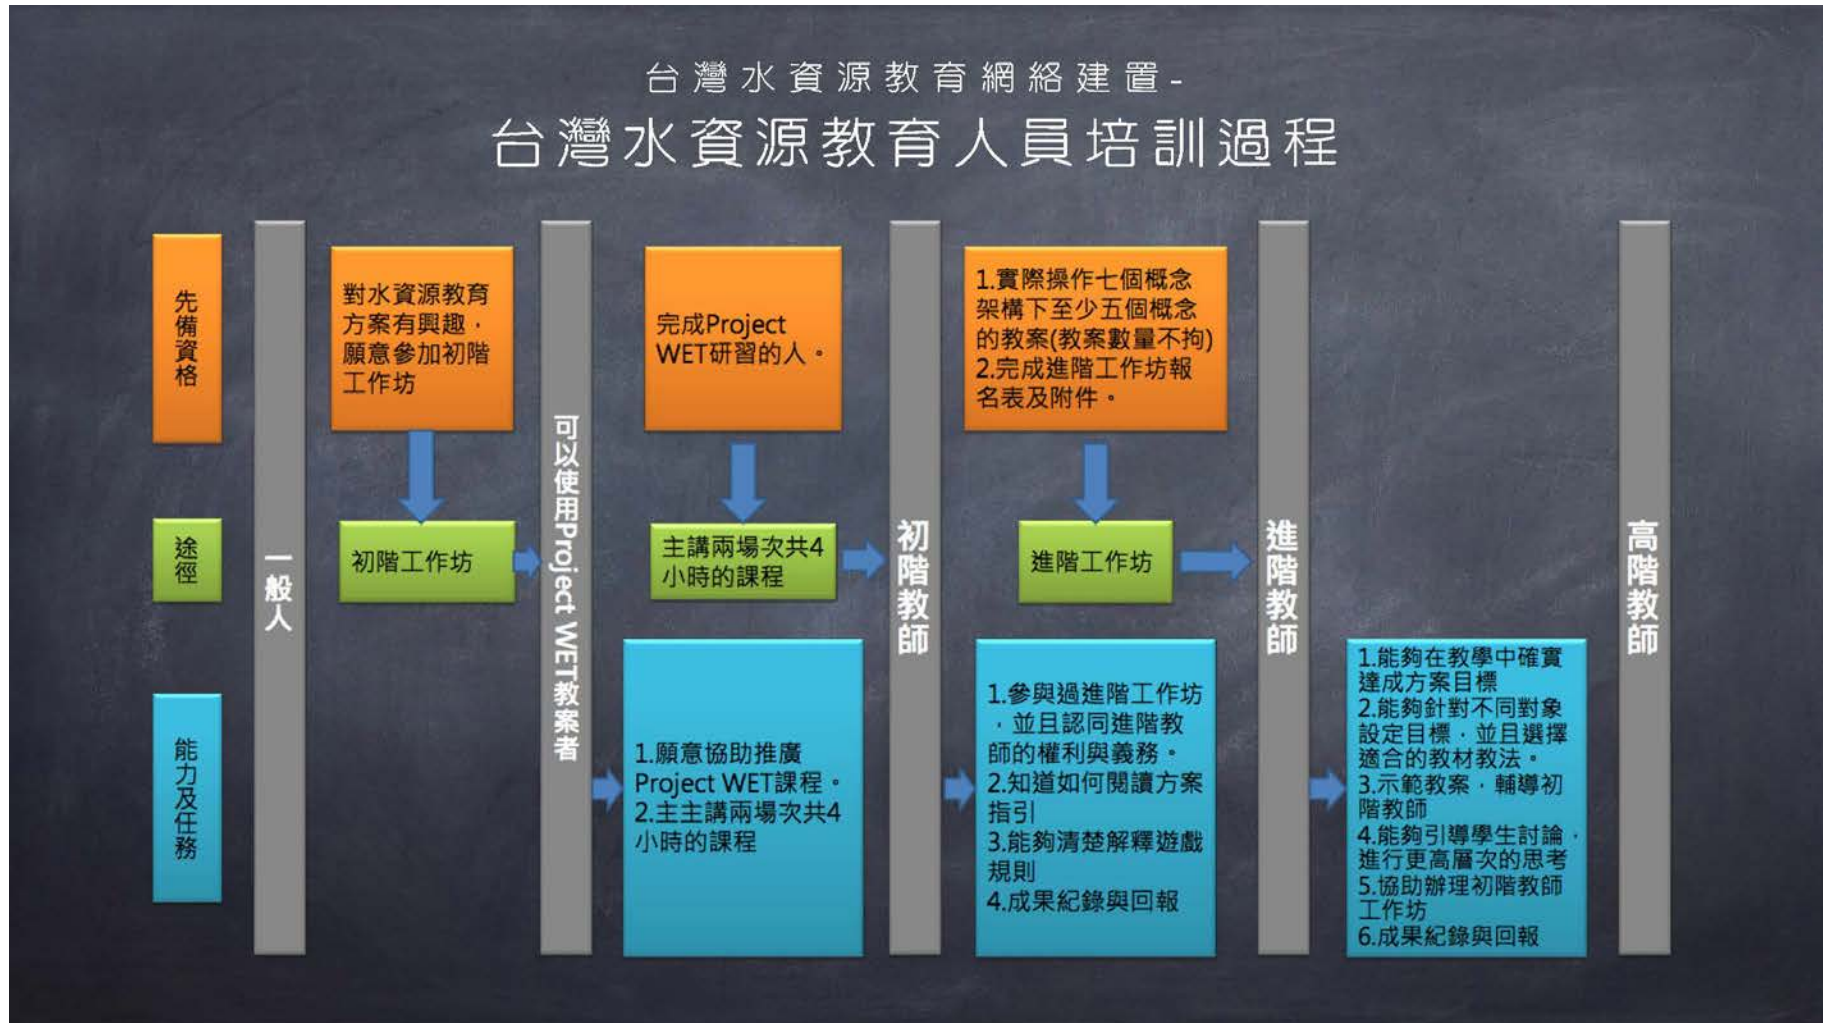 台灣水資源教育網絡建置-
台灣水資源教育人員培訓過程
先備資格
途徑
能力及任務
一般人
對水資源教育
方案有興趣，
願意參加初階
工作坊
初階工作坊
可以使用Project WET教案者
完成Project
WET研習的人。
主講兩場次共4
小時的課程
1.願意協助推廣
Project WET課程。
2.主主講兩場次共4
小時的課程
初階教師
1.實際操作七個概念
架構下至少五個概念
的教案(教案數量不拘)
2.完成進階工作坊報
名表及附件。
進階工作坊
1.參與過進階工作坊
，並且認同進階教
師的權利與義務。
2.知道如何閱讀方案
指引
3.能夠清楚解釋遊戲
規則
4.成果紀錄與回報
進階教師
1.能夠在教學中確實
達成方案目標
2.能夠針對不同對象
設定目標，並且選擇
適合的教材教法。
3.示範教案，輔導初
階教師
4.能夠引導學生討論，
進行更高層次的思考
5.協助辦理初階教師
工作坊
6.成果紀錄與回報
高階教師